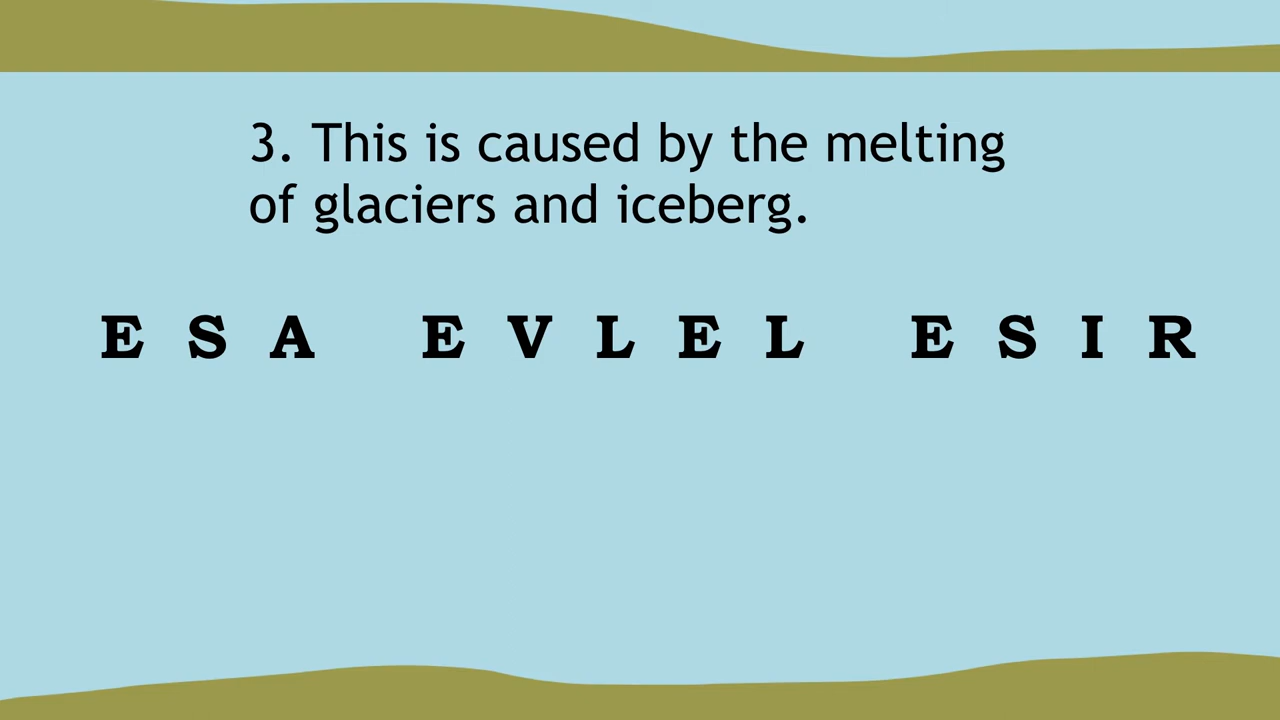 3. This is caused by the melting
of glaciers and iceberg.
E S A E V L E L E S I R